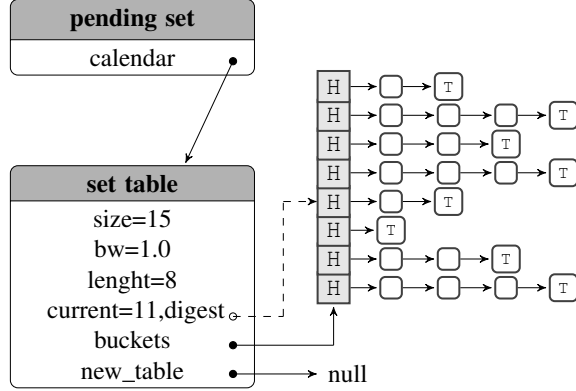 pending set
calendar
set table
size=15
bw=1.0
lenght=8
current=11,digest
buckets
new_table
H T
H T
H T
H T
H T
H T
H T
H T
null